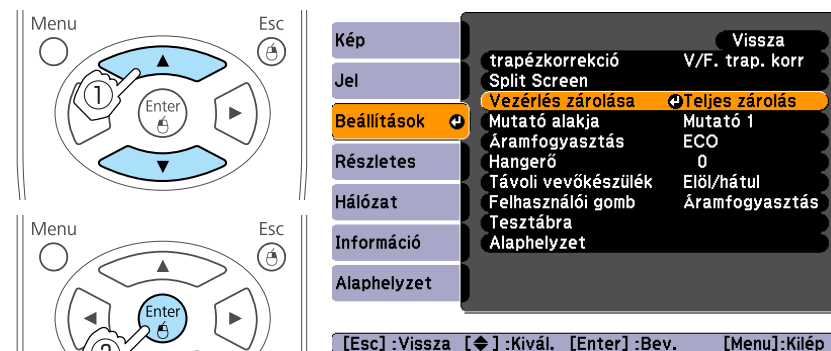 Menu Esc
1
Enter
Menu Esc
Enter
2
Kép
Jel
Beállítások
Részletes
Hálózat
Információ
Alaphelyzet
Vissza
trapézkorrekció V/F. trap. korr
Split Screen
Vezérlés zárolása Teljes zárolás
Mutató alakja Mutató 1
Áramfogyasztás ECO
Hangerő 0
Távoli vevőkészülék Elöl/hátul
Felhasználói gomb Áramfogyasztás
Tesztábra
Alaphelyzet
[Esc] :Vissza [◆] :Kivál. [Enter] :Bev. [Menu]:Kilép